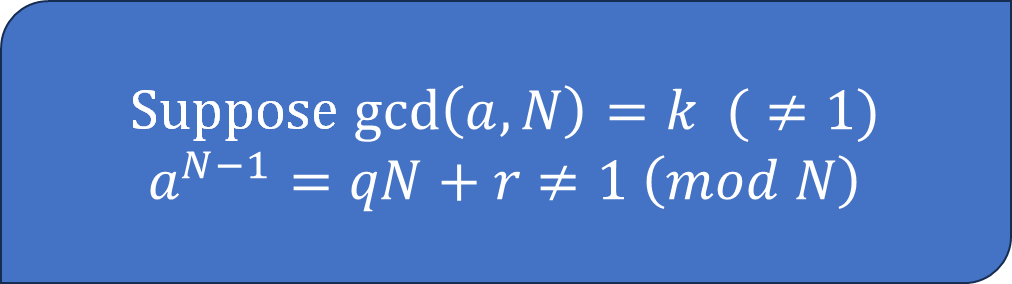 Suppose gcd(a, N) = k ( ≠ 1)
a^{N−1} = qN + r ≠ 1 (mod N)